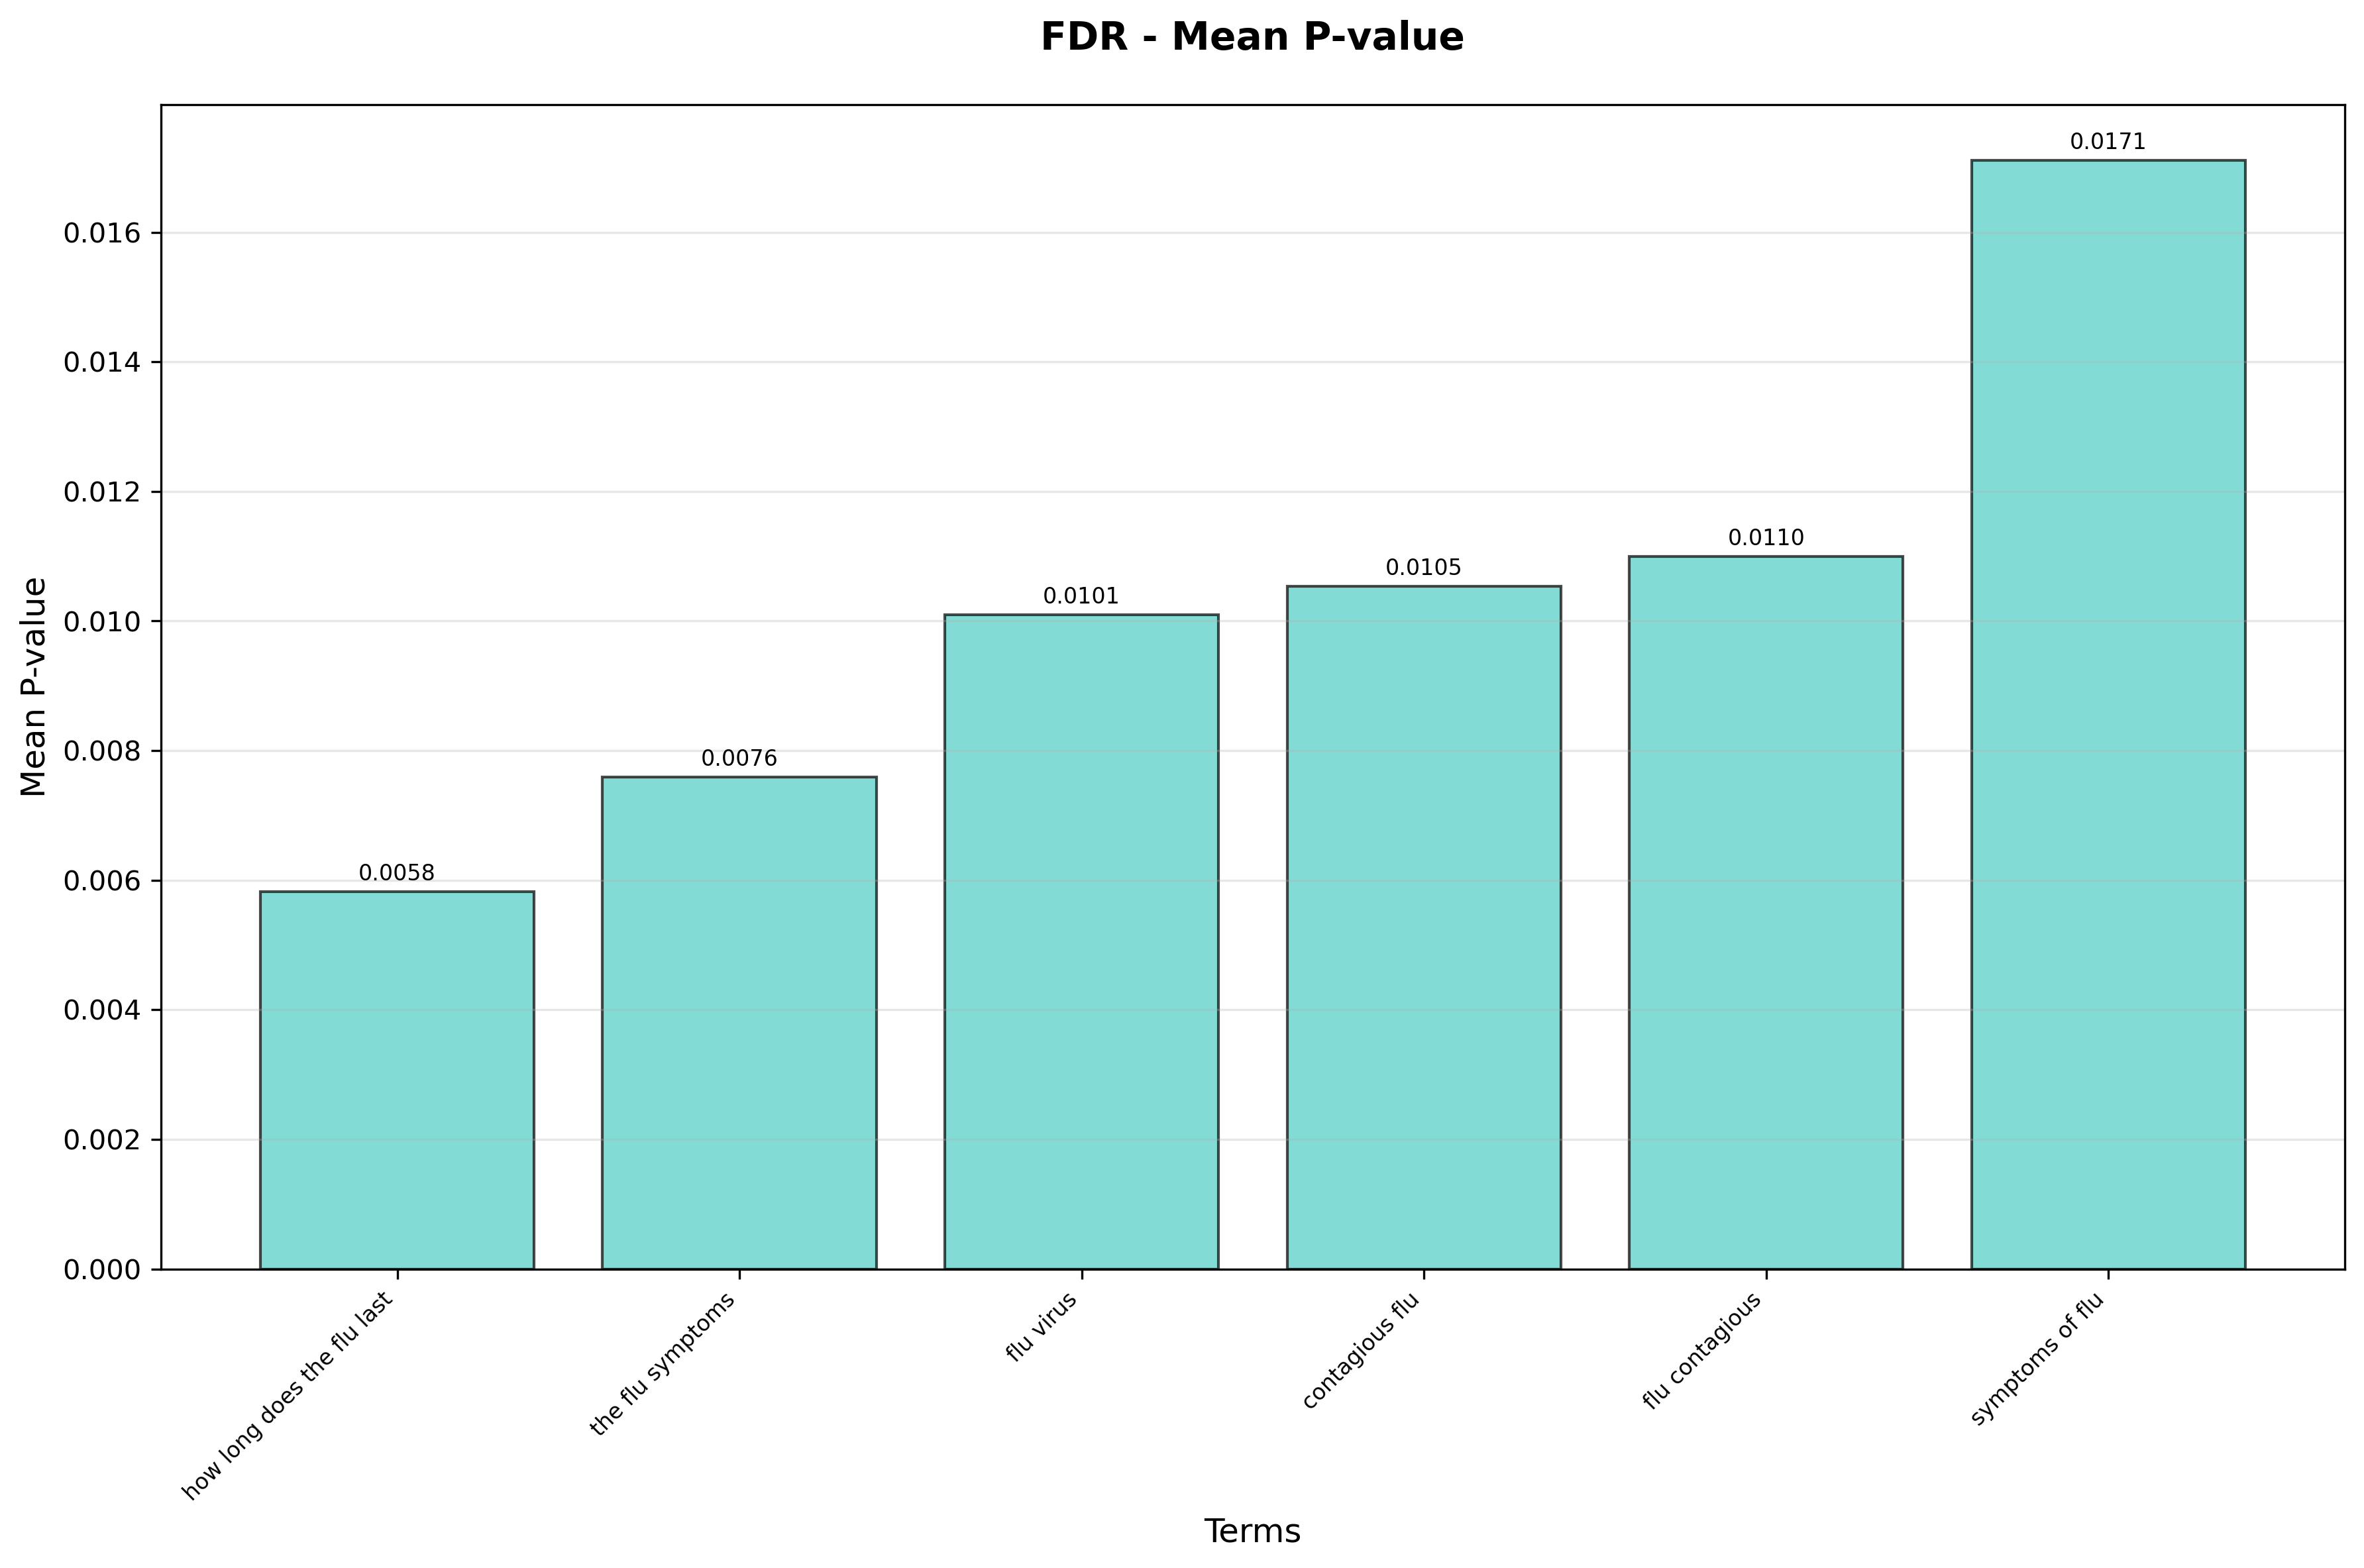 FDR - Mean P-value
Mean P-value
0.016
0.014
0.012
0.010
0.008
0.006
0.004
0.002
0.000
0.0058
0.0076
0.0101
0.0105
0.0110
0.0171
how long does the flu last
the flu symptoms
flu virus
contagious flu
flu contagious
symptoms of flu
Terms